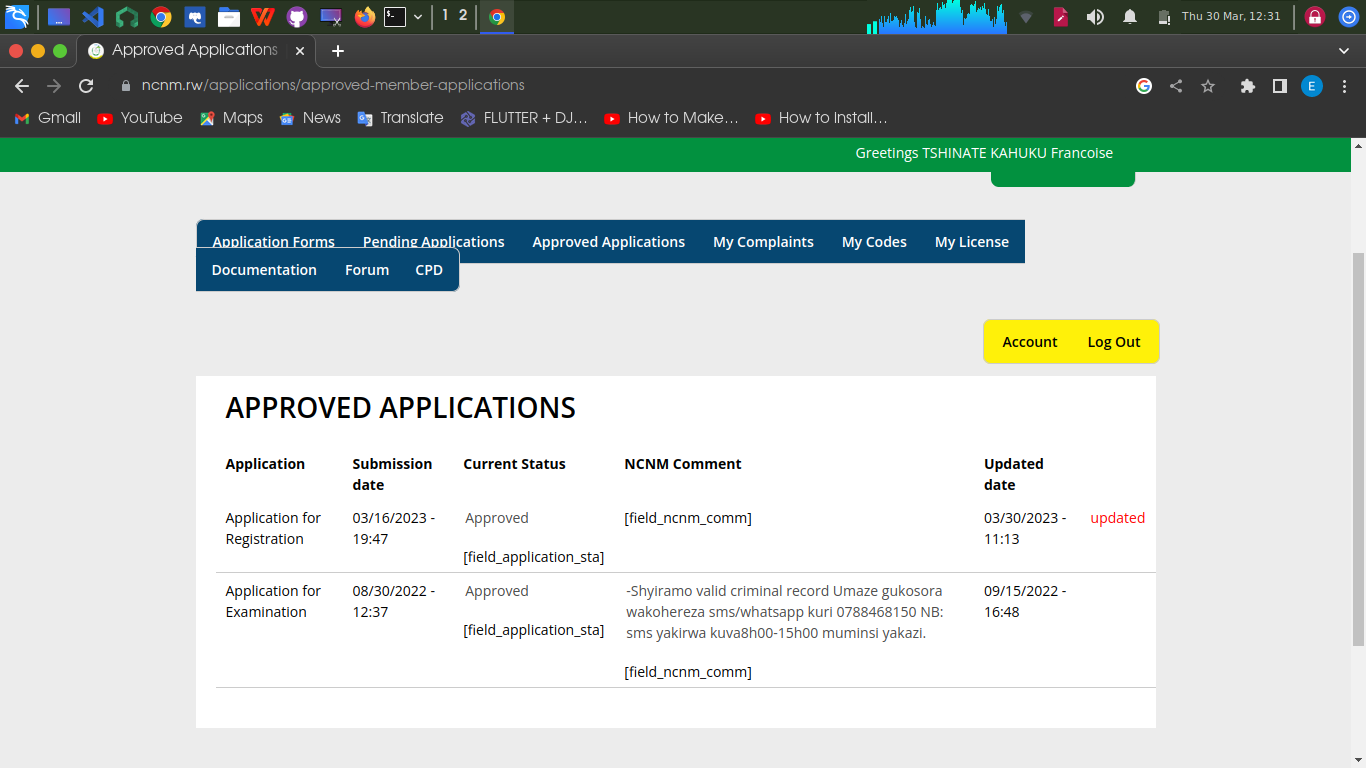 1 2
Thu 30 Mar, 12:31
Approved Applications
ncnm.rw/applications/approved-member-applications
E
Gmail YouTube Maps News Translate FLUTTER + DJ... How to Make... How to Install...
Greetings TSHINATE KAHUKU Francoise
Application Forms Pending Applications Approved Applications My Complaints My Codes My License
Documentation Forum CPD
Account Log Out
APPROVED APPLICATIONS
Application Submission Current Status NCNM Comment Updated
date date
Application for 03/16/2023 - Approved [field_ncnm_comm] 03/30/2023 - updated
Registration 19:47 11:13
[field_application_sta]
Application for 08/30/2022 - Approved -Shyiramo valid criminal record Umaze gukosora 09/15/2022 -
Examination 12:37 wakohereza sms/whatsapp kuri 0788468150 NB: 16:48
[field_application_sta] sms yakirwa kuva8h00-15h00 muminsi yakazi.
[field_ncnm_comm]